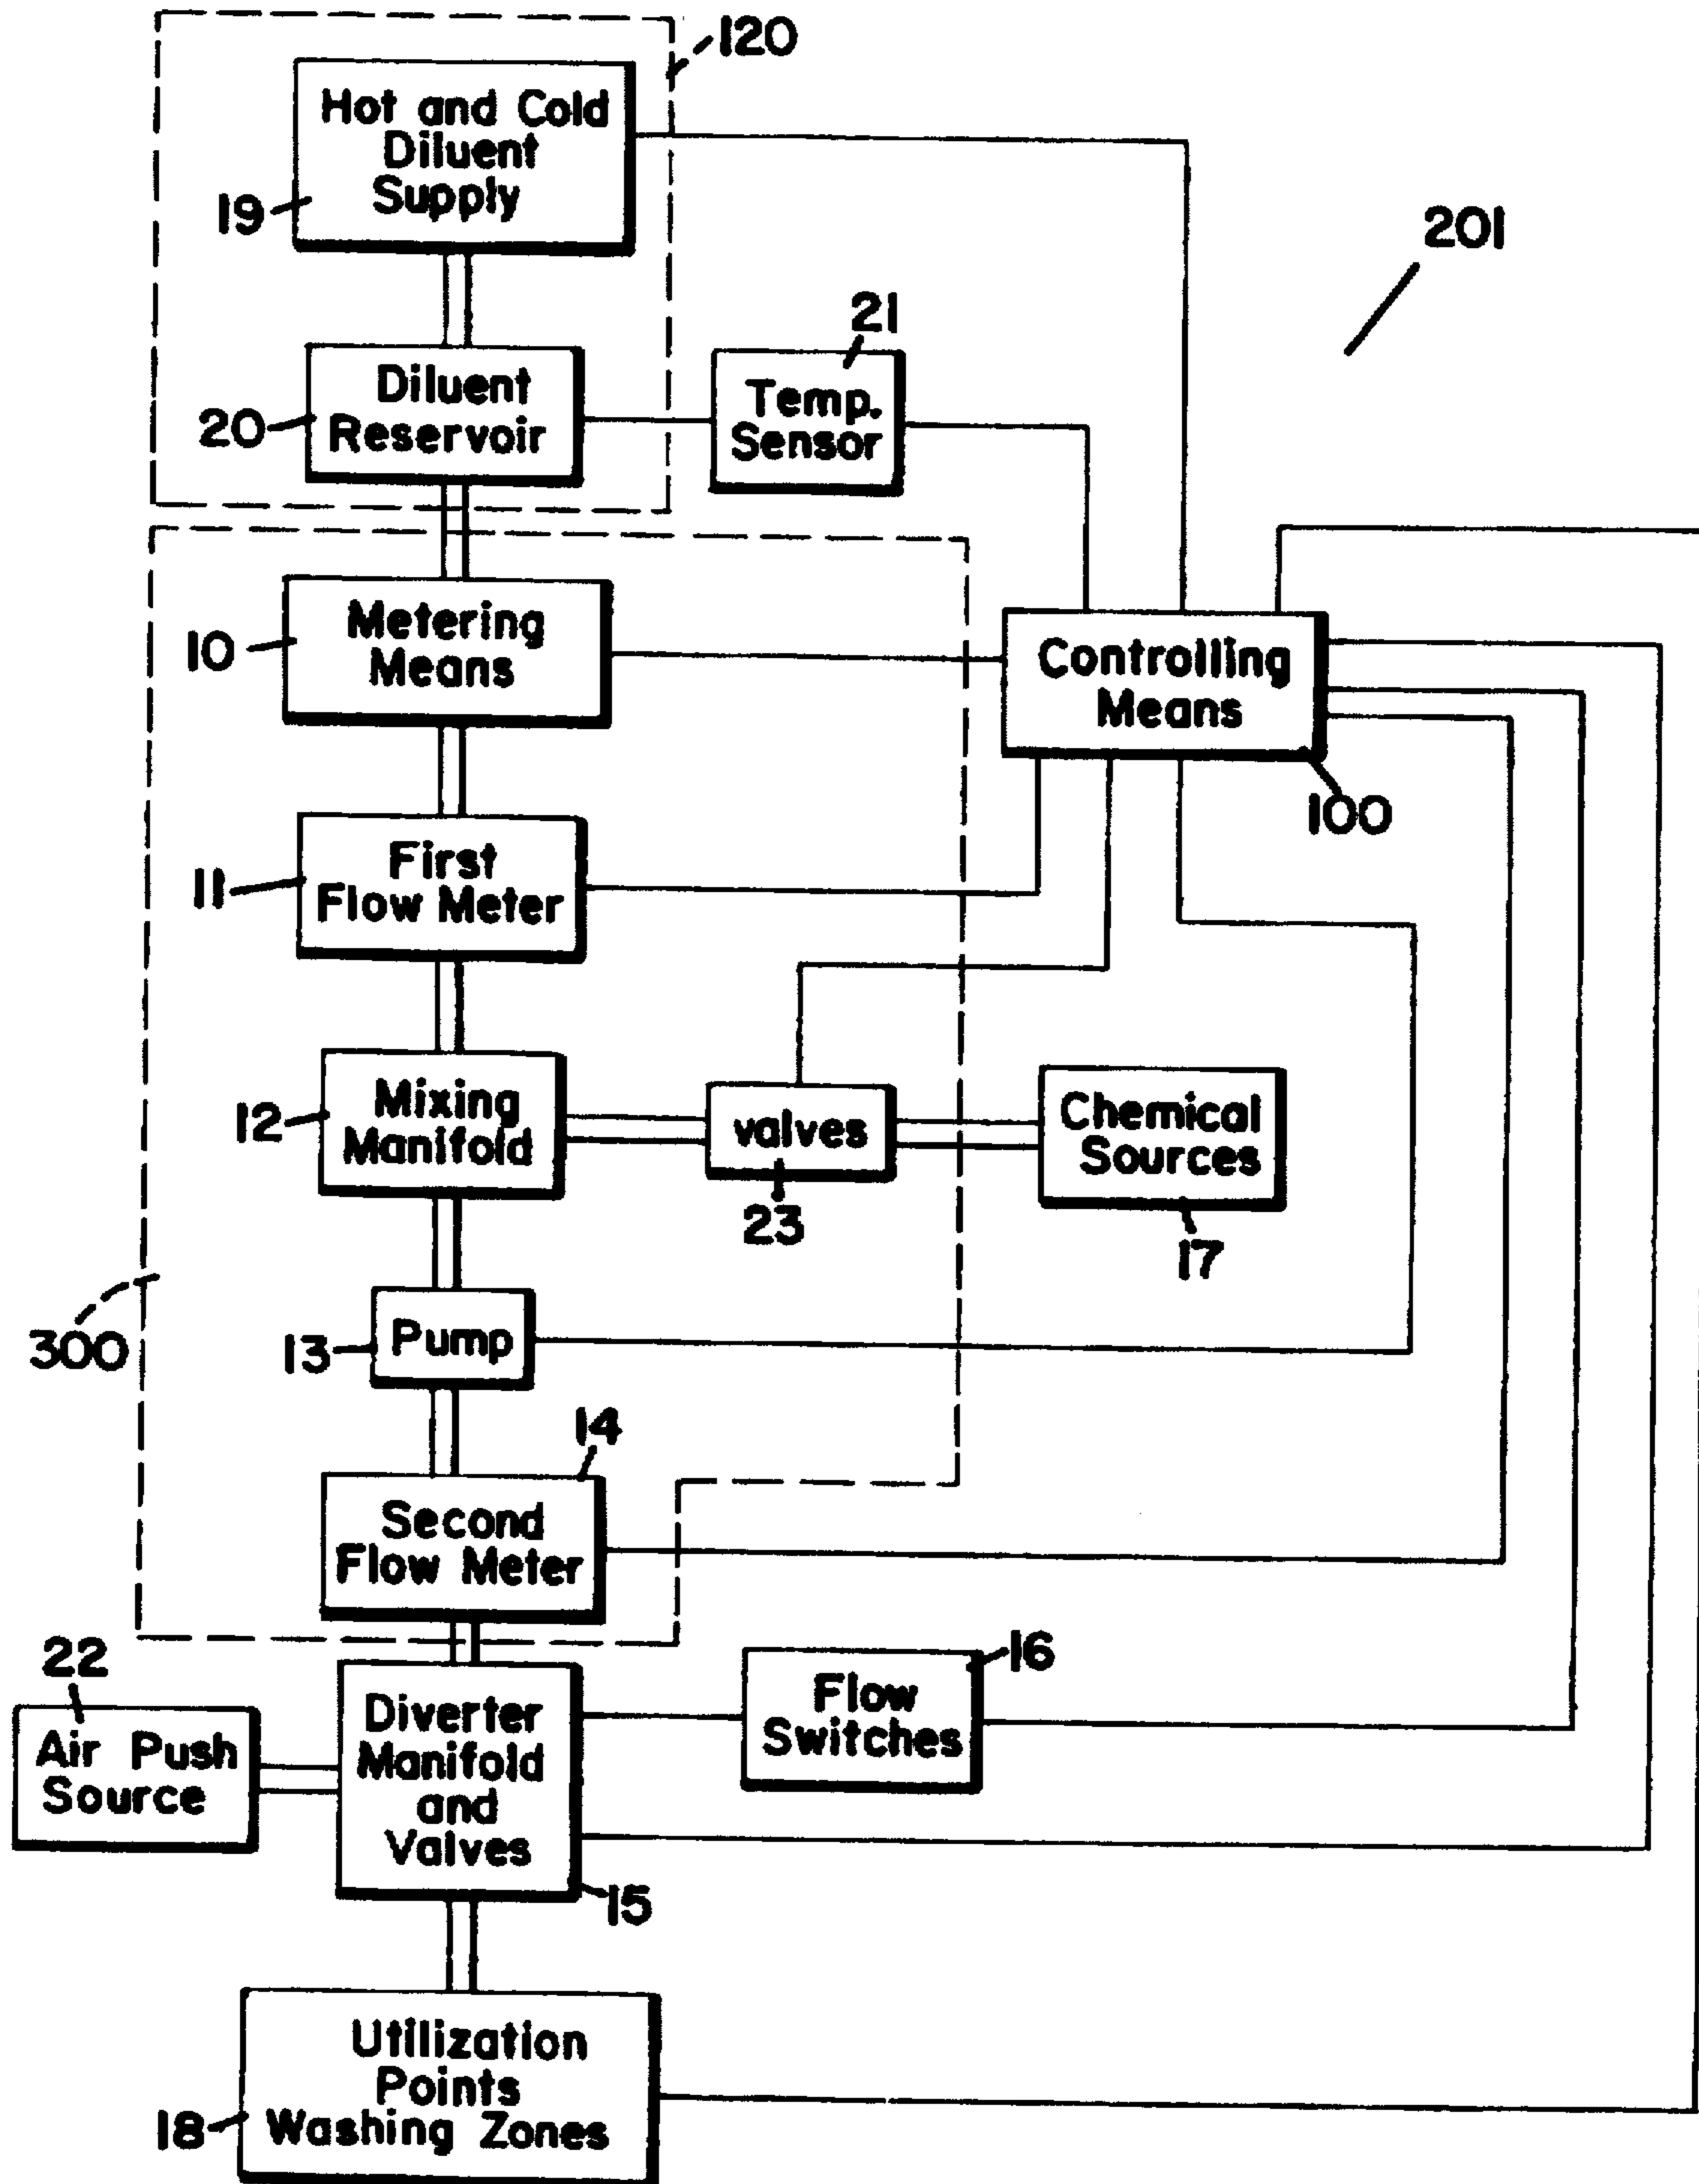 120
Hot and Cold
Diluent
Supply
19
201
21
Diluent
Reservoir
20
Temp.
Sensor
Metering
Means
10
Controlling
Means
100
First
Flow Meter
11
Mixing
Manifold
12
valves
23
Chemical
Sources
17
300
Pump
13
14
Second
Flow Meter
22
Air Push
Source
Diverter
Manifold
and
Valves
15
16
Flow
Switches
Utilization
Points
Washing Zones
18